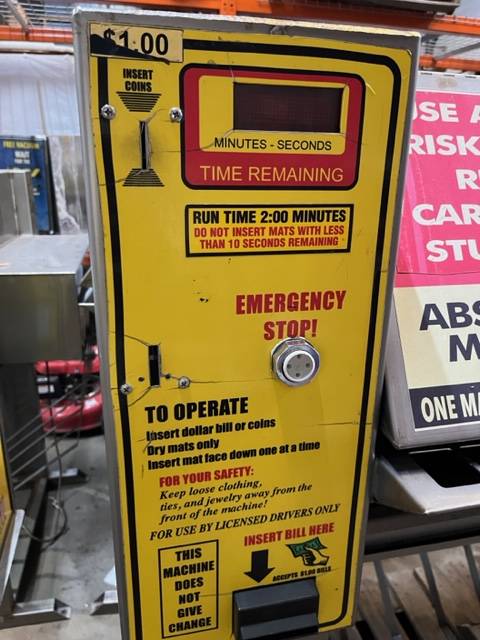 $1.00
INSERT
COINS
MINUTES - SECONDS
TIME REMAINING
RUN TIME 2:00 MINUTES
DO NOT INSERT MATS WITH LESS
THAN 10 SECONDS REMAINING
EMERGENCY
STOP!
TO OPERATE
Insert dollar bill or coins
Dry mats only
Insert mat face down one at a time
FOR YOUR SAFETY:
Keep loose clothing,
ties, and jewelry away from the
front of the machine!
FOR USE BY LICENSED DRIVERS ONLY
INSERT BILL HERE
ACCEPTS $1.00 BILLS
THIS
MACHINE
DOES
NOT
GIVE
CHANGE
FREE VACUUM
WAIT
USE A
RISK
R
CAR
STU
ABS
M
ONE MA